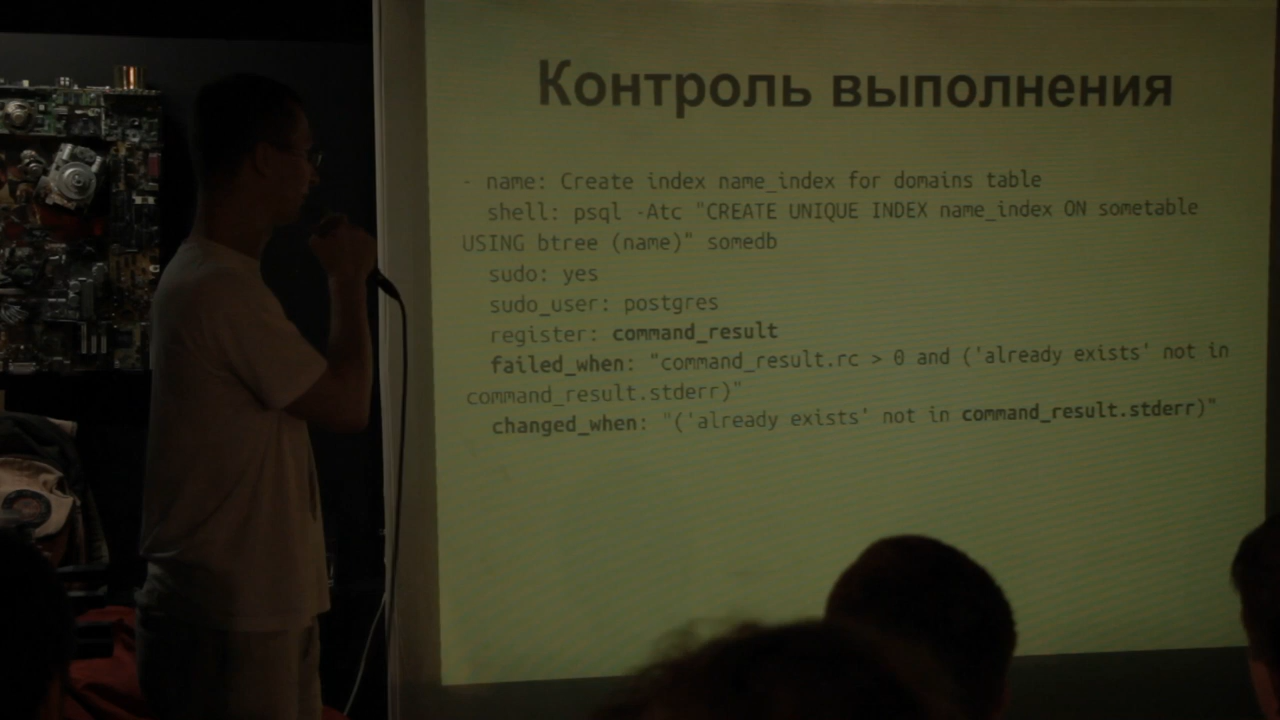 Контроль выполнения
- name: Create index name_index for domains table
shell: psql -Atc "CREATE UNIQUE INDEX name_index ON sometable
USING btree (name)" somedb
sudo: yes
sudo_user: postgres
register: command_result
failed_when: "command_result.rc > 0 and ('already exists' not in
command_result.stderr)"
changed_when: "('already exists' not in command_result.stderr)"